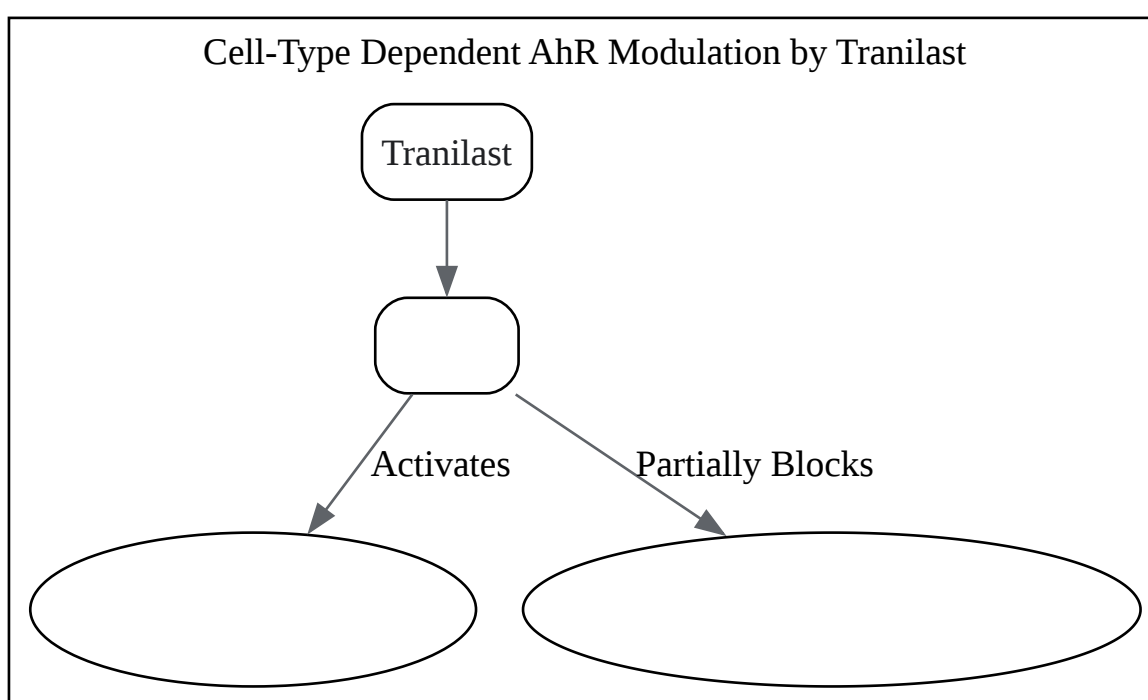 Cell-Type Dependent AhR Modulation by Tranilast
Tranilast
Activates
Partially Blocks